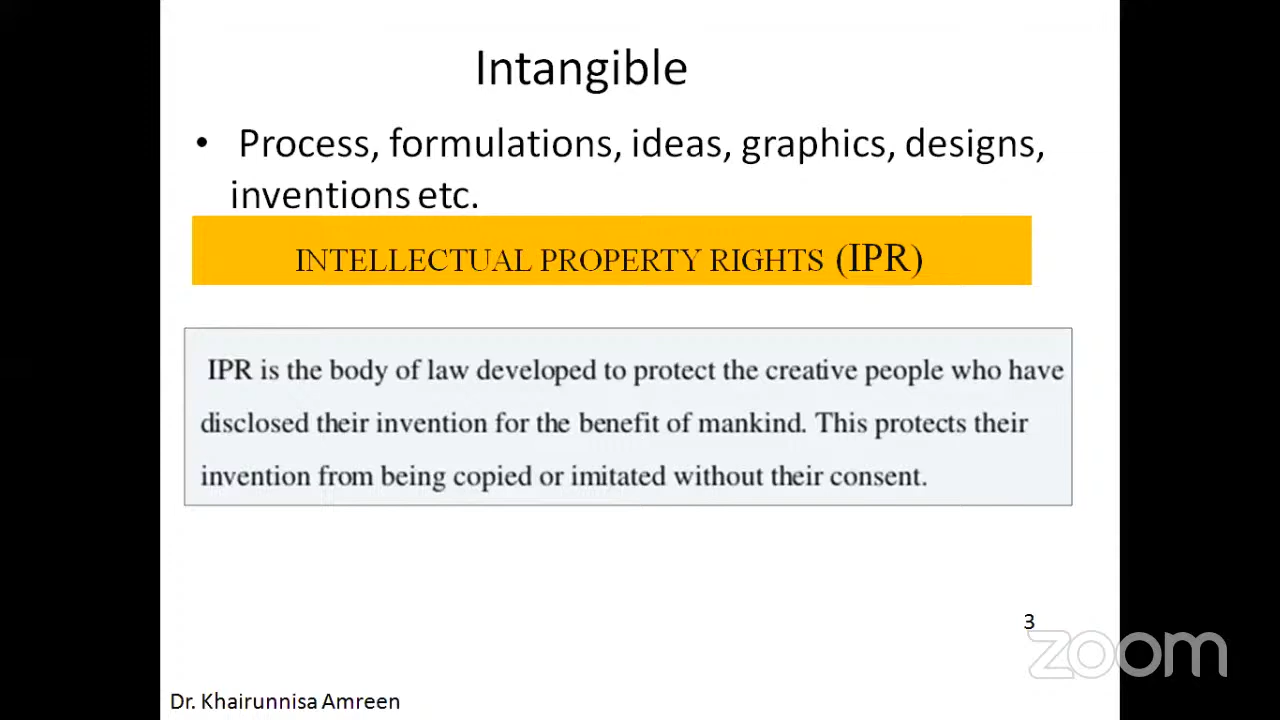 Intangible
• Process, formulations, ideas, graphics, designs,
inventions etc.
INTELLECTUAL PROPERTY RIGHTS (IPR)
IPR is the body of law developed to protect the creative people who have
disclosed their invention for the benefit of mankind. This protects their
invention from being copied or imitated without their consent.
3
zoom
Dr. Khairunnisa Amreen